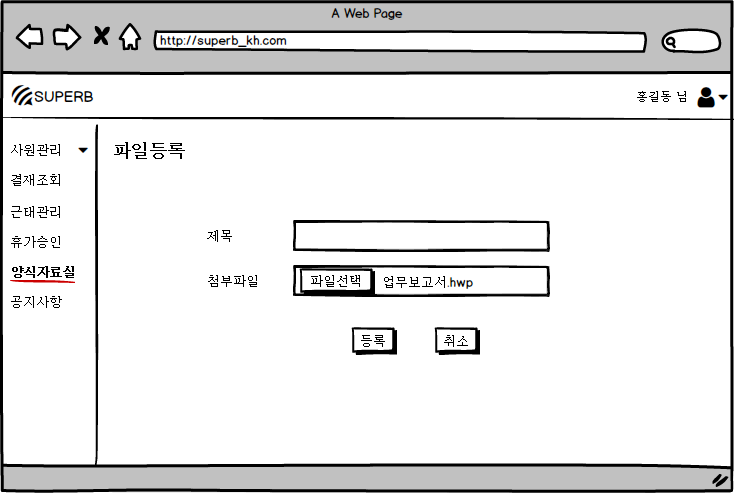 A Web Page
http://superb_kh.com
SUPERB
홍길동 님
사원관리
결재조회
근태관리
휴가승인
양식자료실
공지사항
파일등록
제목
첨부파일
파일선택 업무보고서.hwp
등록 취소